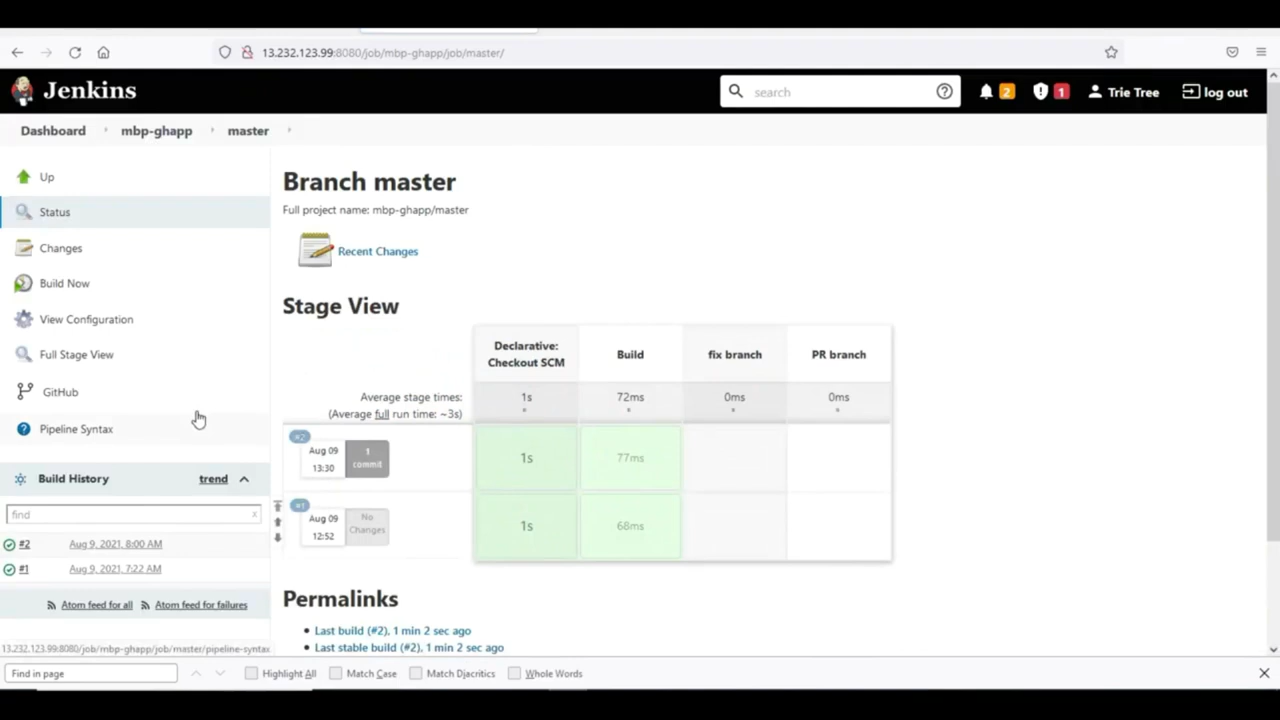 13.232.123.99:8080/job/mbp-ghapp/job/master/
Jenkins
search
2
1
Trie Tree
log out
Dashboard
mbp-ghapp
master
Up
Status
Changes
Build Now
View Configuration
Full Stage View
GitHub
Pipeline Syntax
Build History
trend
find
x
#2 Aug 9, 2021, 8:00 AM
#1 Aug 9, 2021, 7:22 AM
Atom feed for all
Atom feed for failures
Branch master
Full project name: mbp-ghapp/master
Recent Changes
Stage View
Declarative:
Checkout SCM
Build
fix branch
PR branch
Average stage times:
1s 72ms 0ms 0ms
(Average full run time: ~3s)
#2
Aug 09
13:30
1
commit
1s
77ms
#1
Aug 09
12:52
No
Changes
1s
68ms
Permalinks
Last build (#2), 1 min 2 sec ago
Last stable build (#2), 1 min 2 sec ago
13.232.123.99:8080/job/mbp-ghapp/job/master/pipeline-syntax
Find in page
Highlight All
Match Case
Match Diacritics
Whole Words